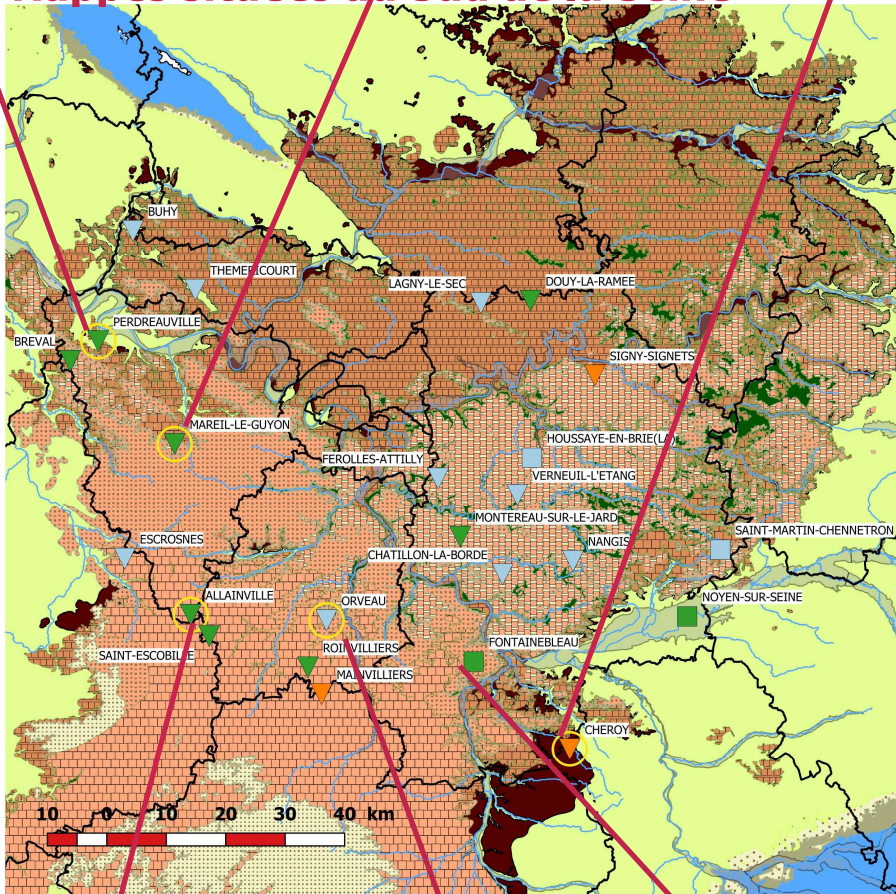 BUHY
THEMERICOURT
LAGNY-LE-SEC
DOUY-LA-RAMEE
PERDREAUVILLE
BREVAL
SIGNY-SIGNETS
MAREIL-LE-GUYON
HOUSSAYE-EN-BRIE(LA)
FEROLLES-ATTILLY
VERNEUIL-L'ETANG
MONTEREAU-SUR-LE-JARD
SAINT-MARTIN-CHENNETRON
ESCROSNES
CHATILLON-LA-BORDE
NANGIS
ALLAINVILLE
ORVEAU
NOYEN-SUR-SEINE
SAINT-ESCOBILLE
ROINVILLIERS
FONTAINEBLEAU
MAINVILLIERS
CHEROY
10 0 10 20 30 40 km